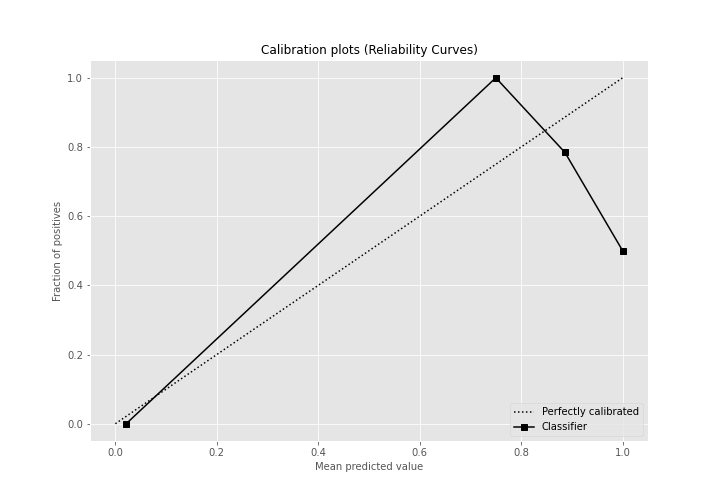 Calibration plots (Reliability Curves)
1.0
0.8
0.6
0.4
0.2
0.0
Fraction of positives
0.0 0.2 0.4 0.6 0.8 1.0
Mean predicted value
Perfectly calibrated
Classifier